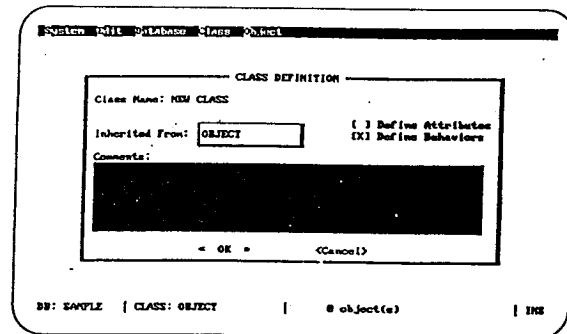 System Edit Database Class Object
CLASS DEFINITION
Class Name: NEW CLASS
[ ] Define Attributes
Inherited From: OBJECT
[X] Define Behaviors
Comments:
< OK > <Cancel>
DB: SAMPLE | CLASS: OBJECT | 0 object(s) | INS